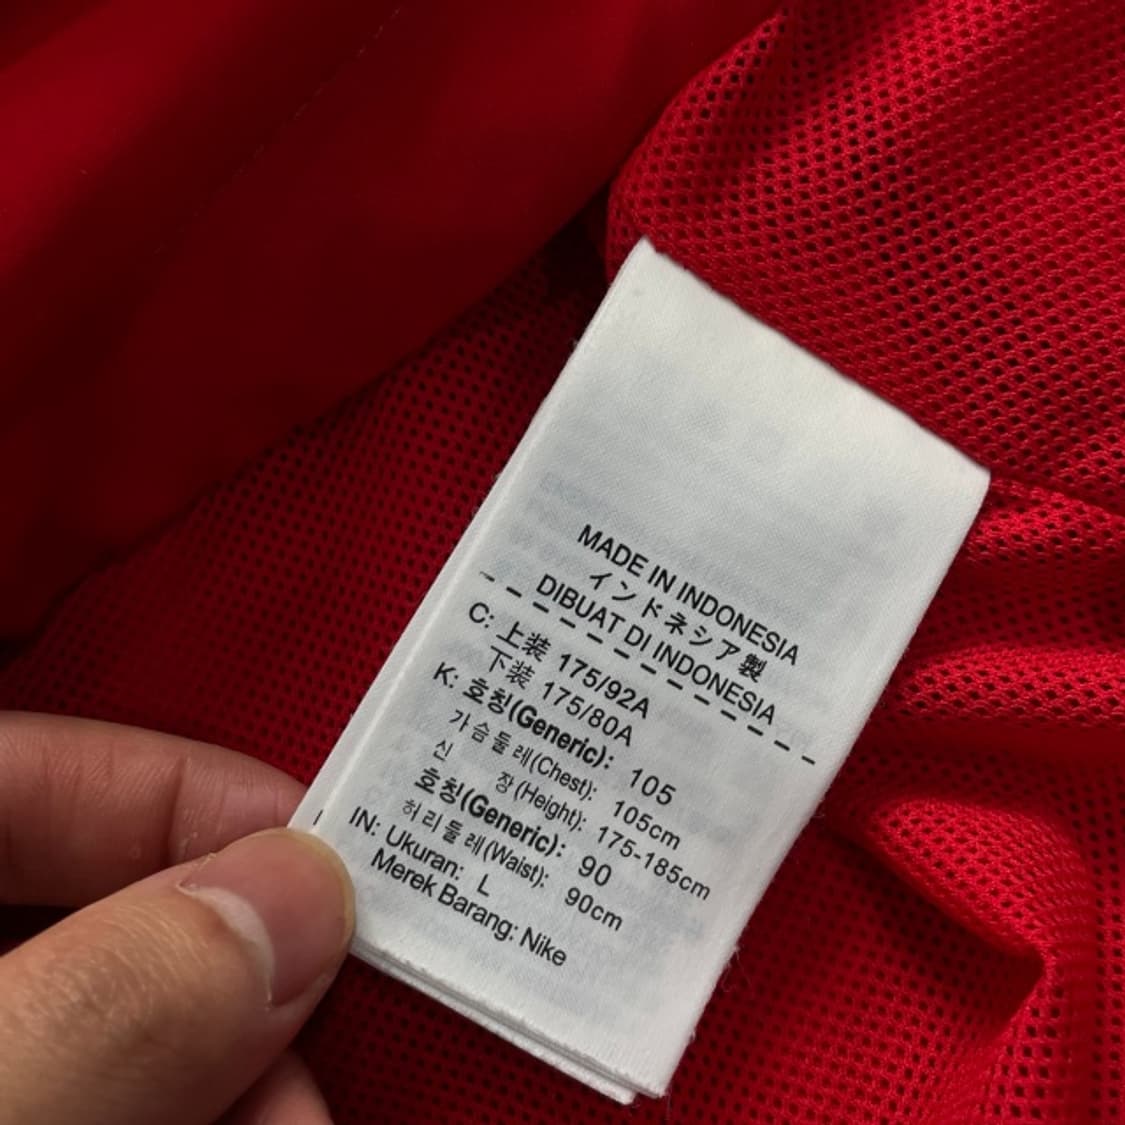 MADE IN INDONESIA
インドネシア製
DIBUAT DI INDONESIA
C: 上装 175/92A
下装 175/80A
K: 호칭(Generic): 105
가슴둘레(Chest): 105cm
신 장(Height): 175-185cm
호칭(Generic): 90
허리둘레(Waist): 90cm
IN: Ukuran: L
Merek Barang: Nike